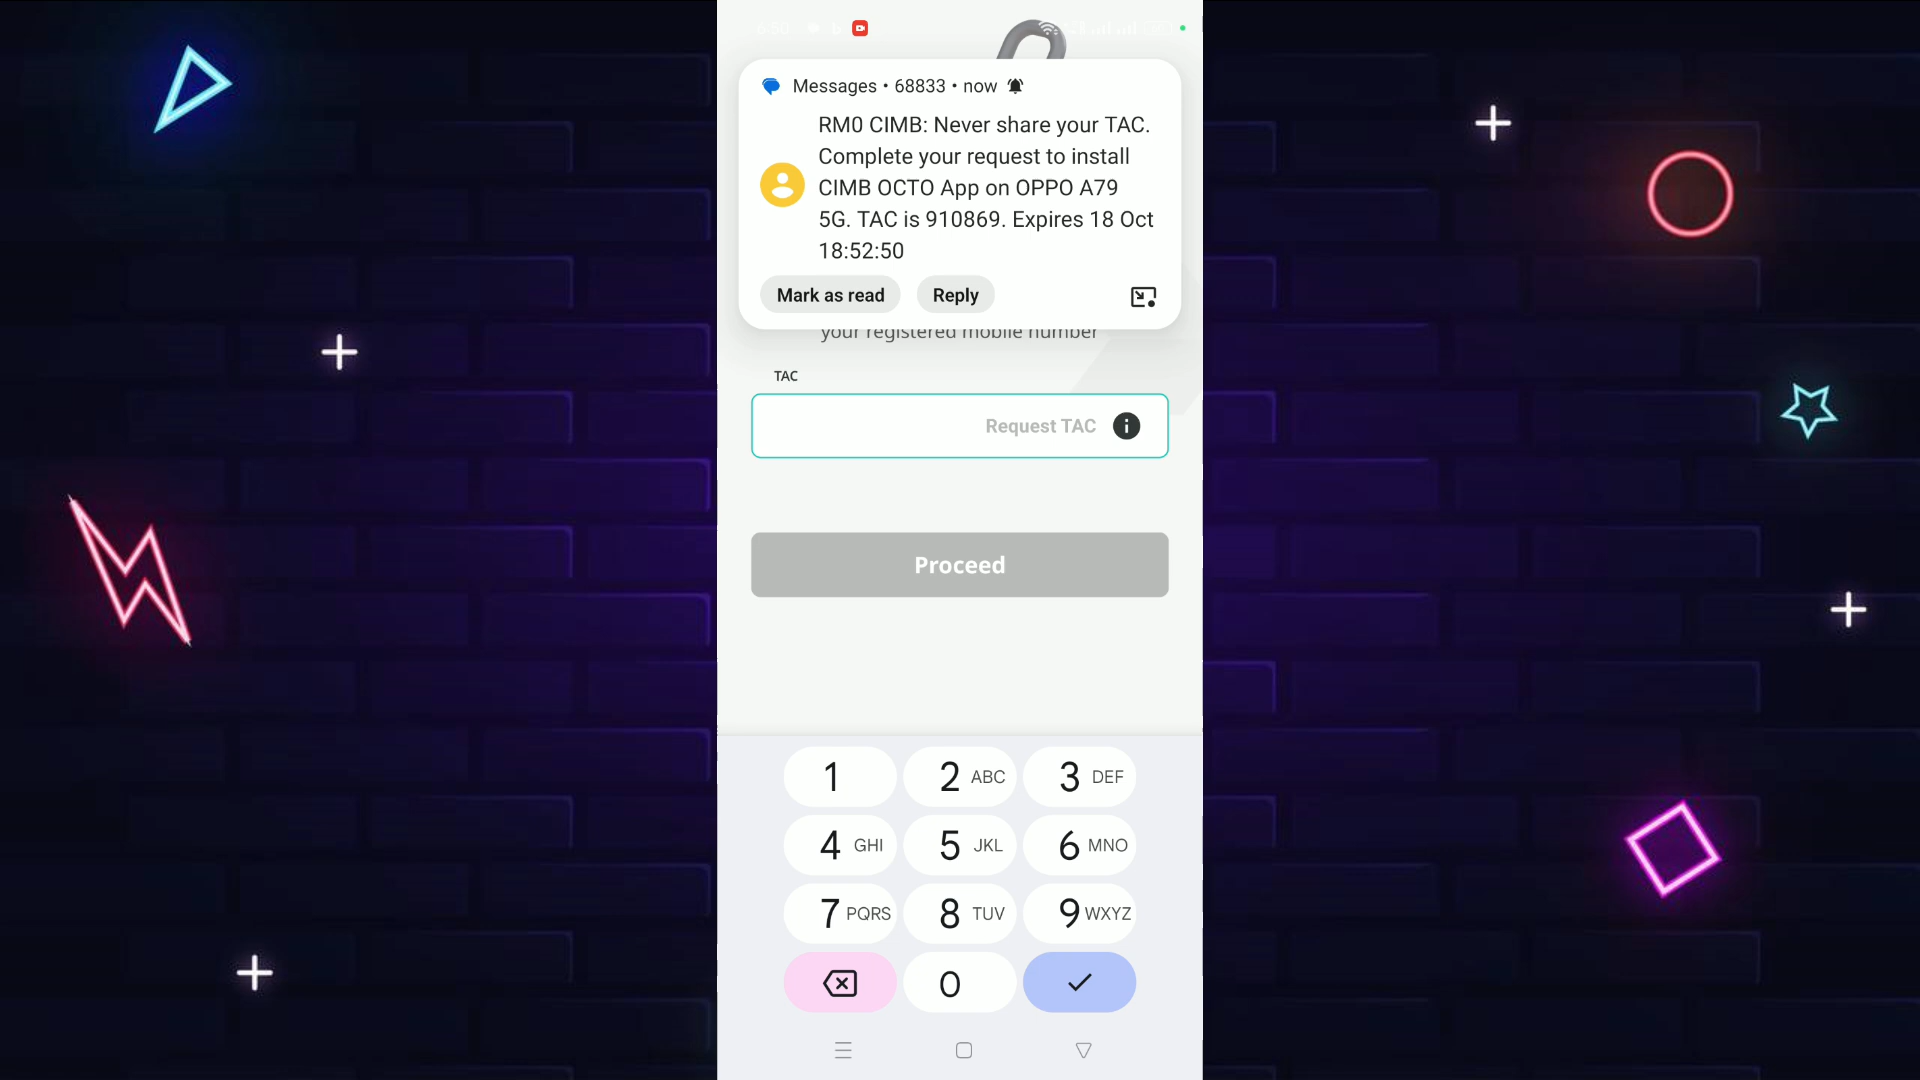 Messages • 68833 • now
RM0 CIMB: Never share your TAC.
Complete your request to install
CIMB OCTO App on OPPO A79
5G. TAC is 910869. Expires 18 Oct
18:52:50
Mark as read
Reply
your registered mobile number
TAC
Request TAC
Proceed
1
2 ABC
3 DEF
4 GHI
5 JKL
6 MNO
7 PQRS
8 TUV
9 WXYZ
0